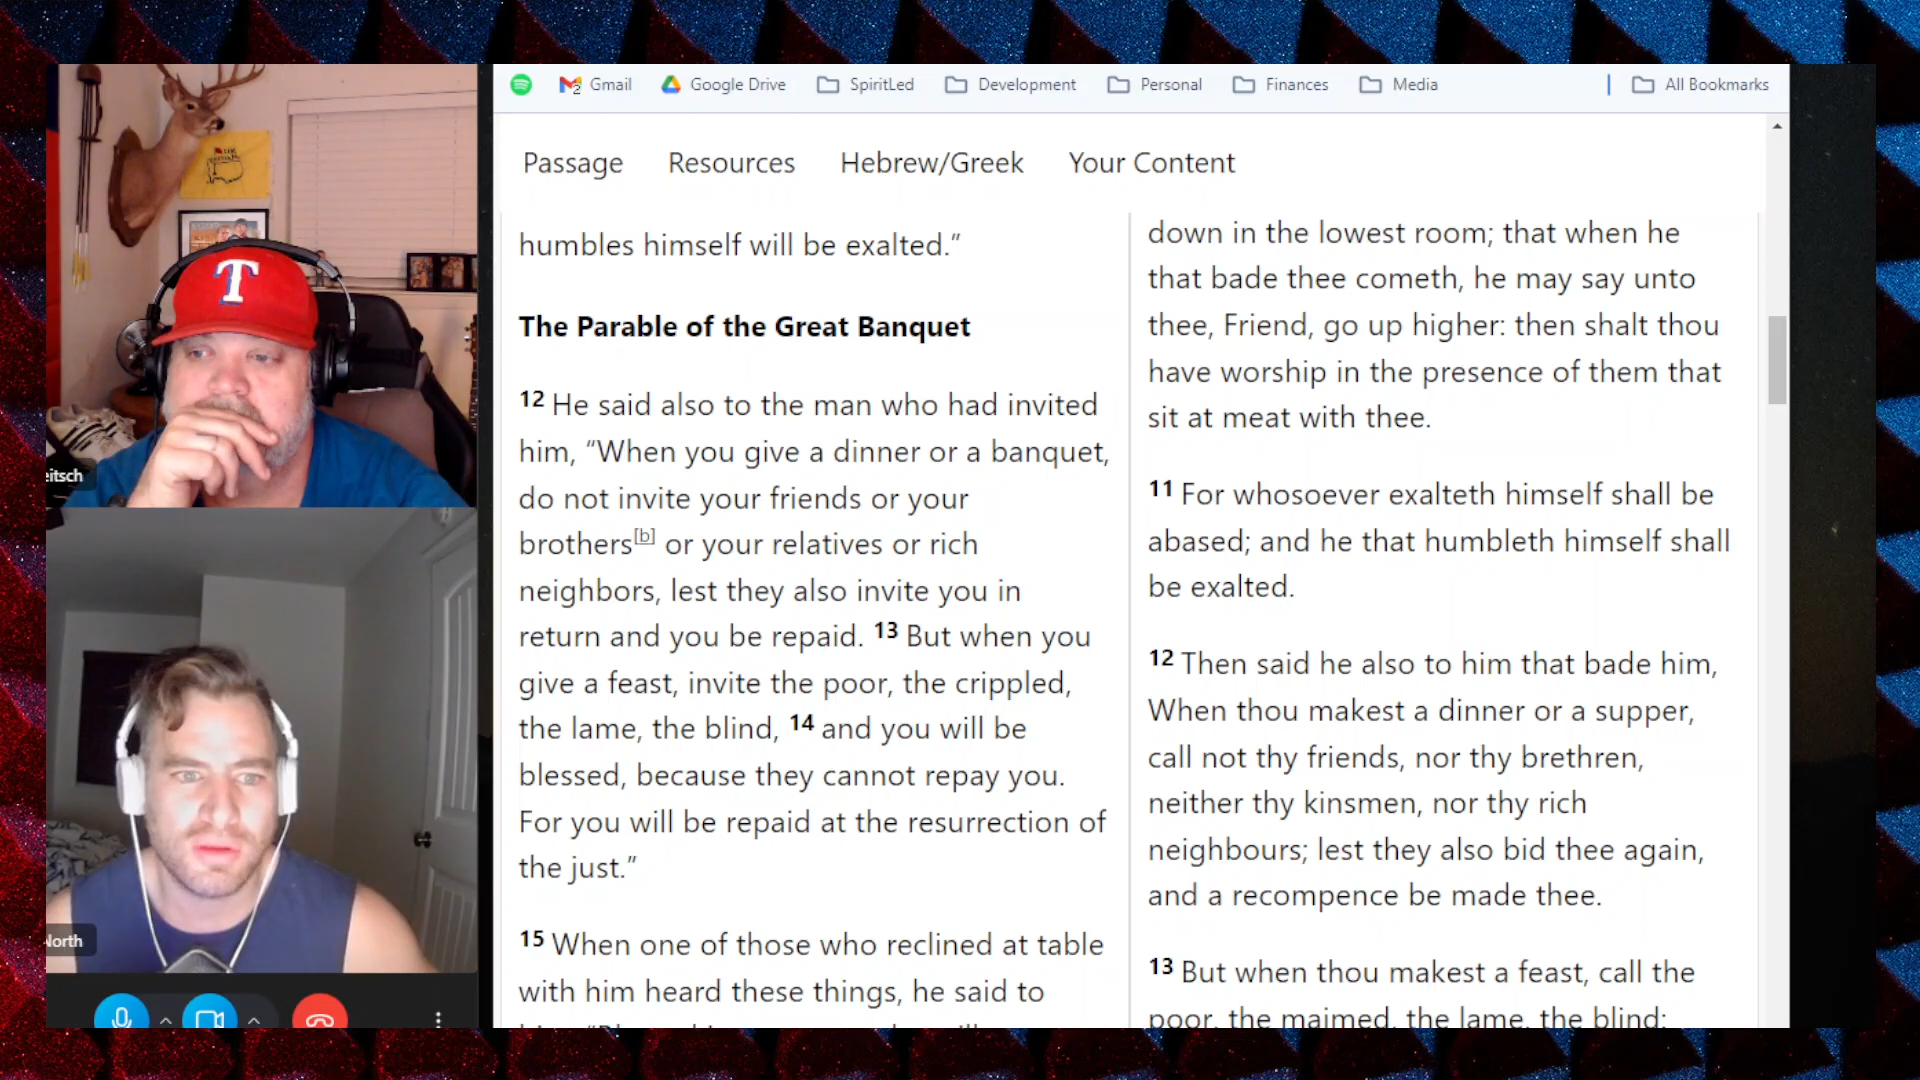 Gmail
Google Drive
SpiritLed
Development
Personal
Finances
Media
All Bookmarks
Passage
Resources
Hebrew/Greek
Your Content
humbles himself will be exalted.”
The Parable of the Great Banquet
12 He said also to the man who had invited
him, “When you give a dinner or a banquet,
do not invite your friends or your
brothers[b] or your relatives or rich
neighbors, lest they also invite you in
return and you be repaid. 13 But when you
give a feast, invite the poor, the crippled,
the lame, the blind, 14 and you will be
blessed, because they cannot repay you.
For you will be repaid at the resurrection of
the just.”
15 When one of those who reclined at table
with him heard these things, he said to
down in the lowest room; that when he
that bade thee cometh, he may say unto
thee, Friend, go up higher: then shalt thou
have worship in the presence of them that
sit at meat with thee.
11 For whosoever exalteth himself shall be
abased; and he that humbleth himself shall
be exalted.
12 Then said he also to him that bade him,
When thou makest a dinner or a supper,
call not thy friends, nor thy brethren,
neither thy kinsmen, nor thy rich
neighbours; lest they also bid thee again,
and a recompence be made thee.
13 But when thou makest a feast, call the
poor, the maimed, the lame, the blind:
T
eitsch
North